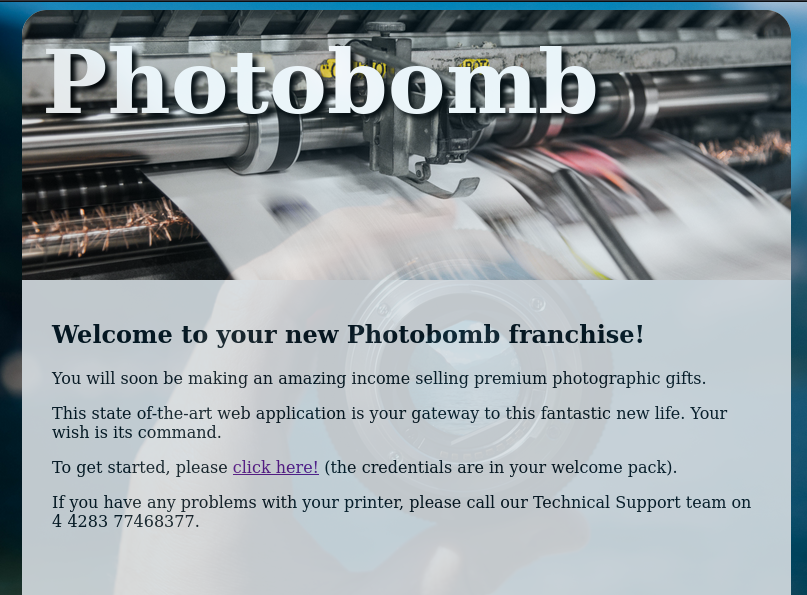 Photobomb
Welcome to your new Photobomb franchise!
You will soon be making an amazing income selling premium photographic gifts.
This state of-the-art web application is your gateway to this fantastic new life. Your
wish is its command.
To get started, please click here! (the credentials are in your welcome pack).
If you have any problems with your printer, please call our Technical Support team on
4 4283 77468377.